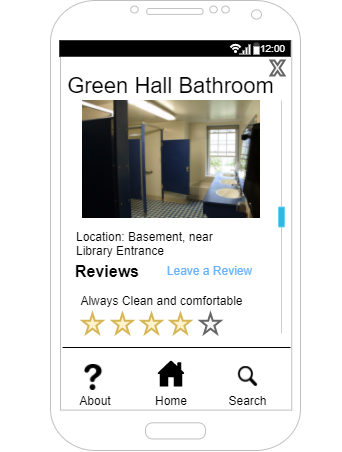 12:00
X
Green Hall Bathroom
Location: Basement, near
Library Entrance
Reviews Leave a Review
Always Clean and comfortable
? 
About Home Search